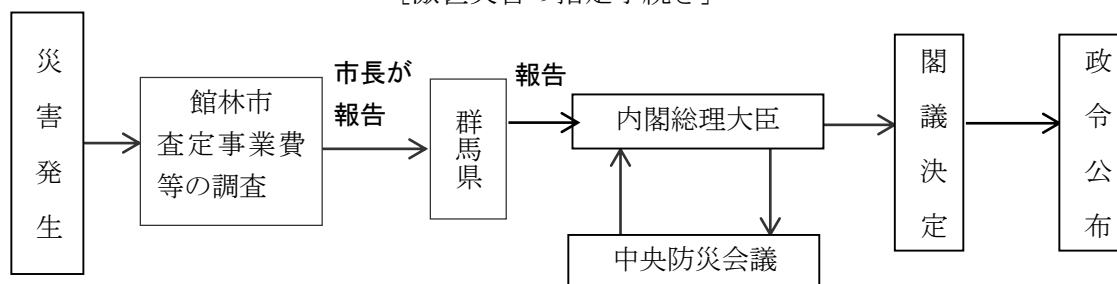 [激甚災害の指定手続き]
災害発生
館林市
査定事業費
等の調査
市長が
報告
群馬県
報告
内閣総理大臣
中央防災会議
閣議決定
政令公布